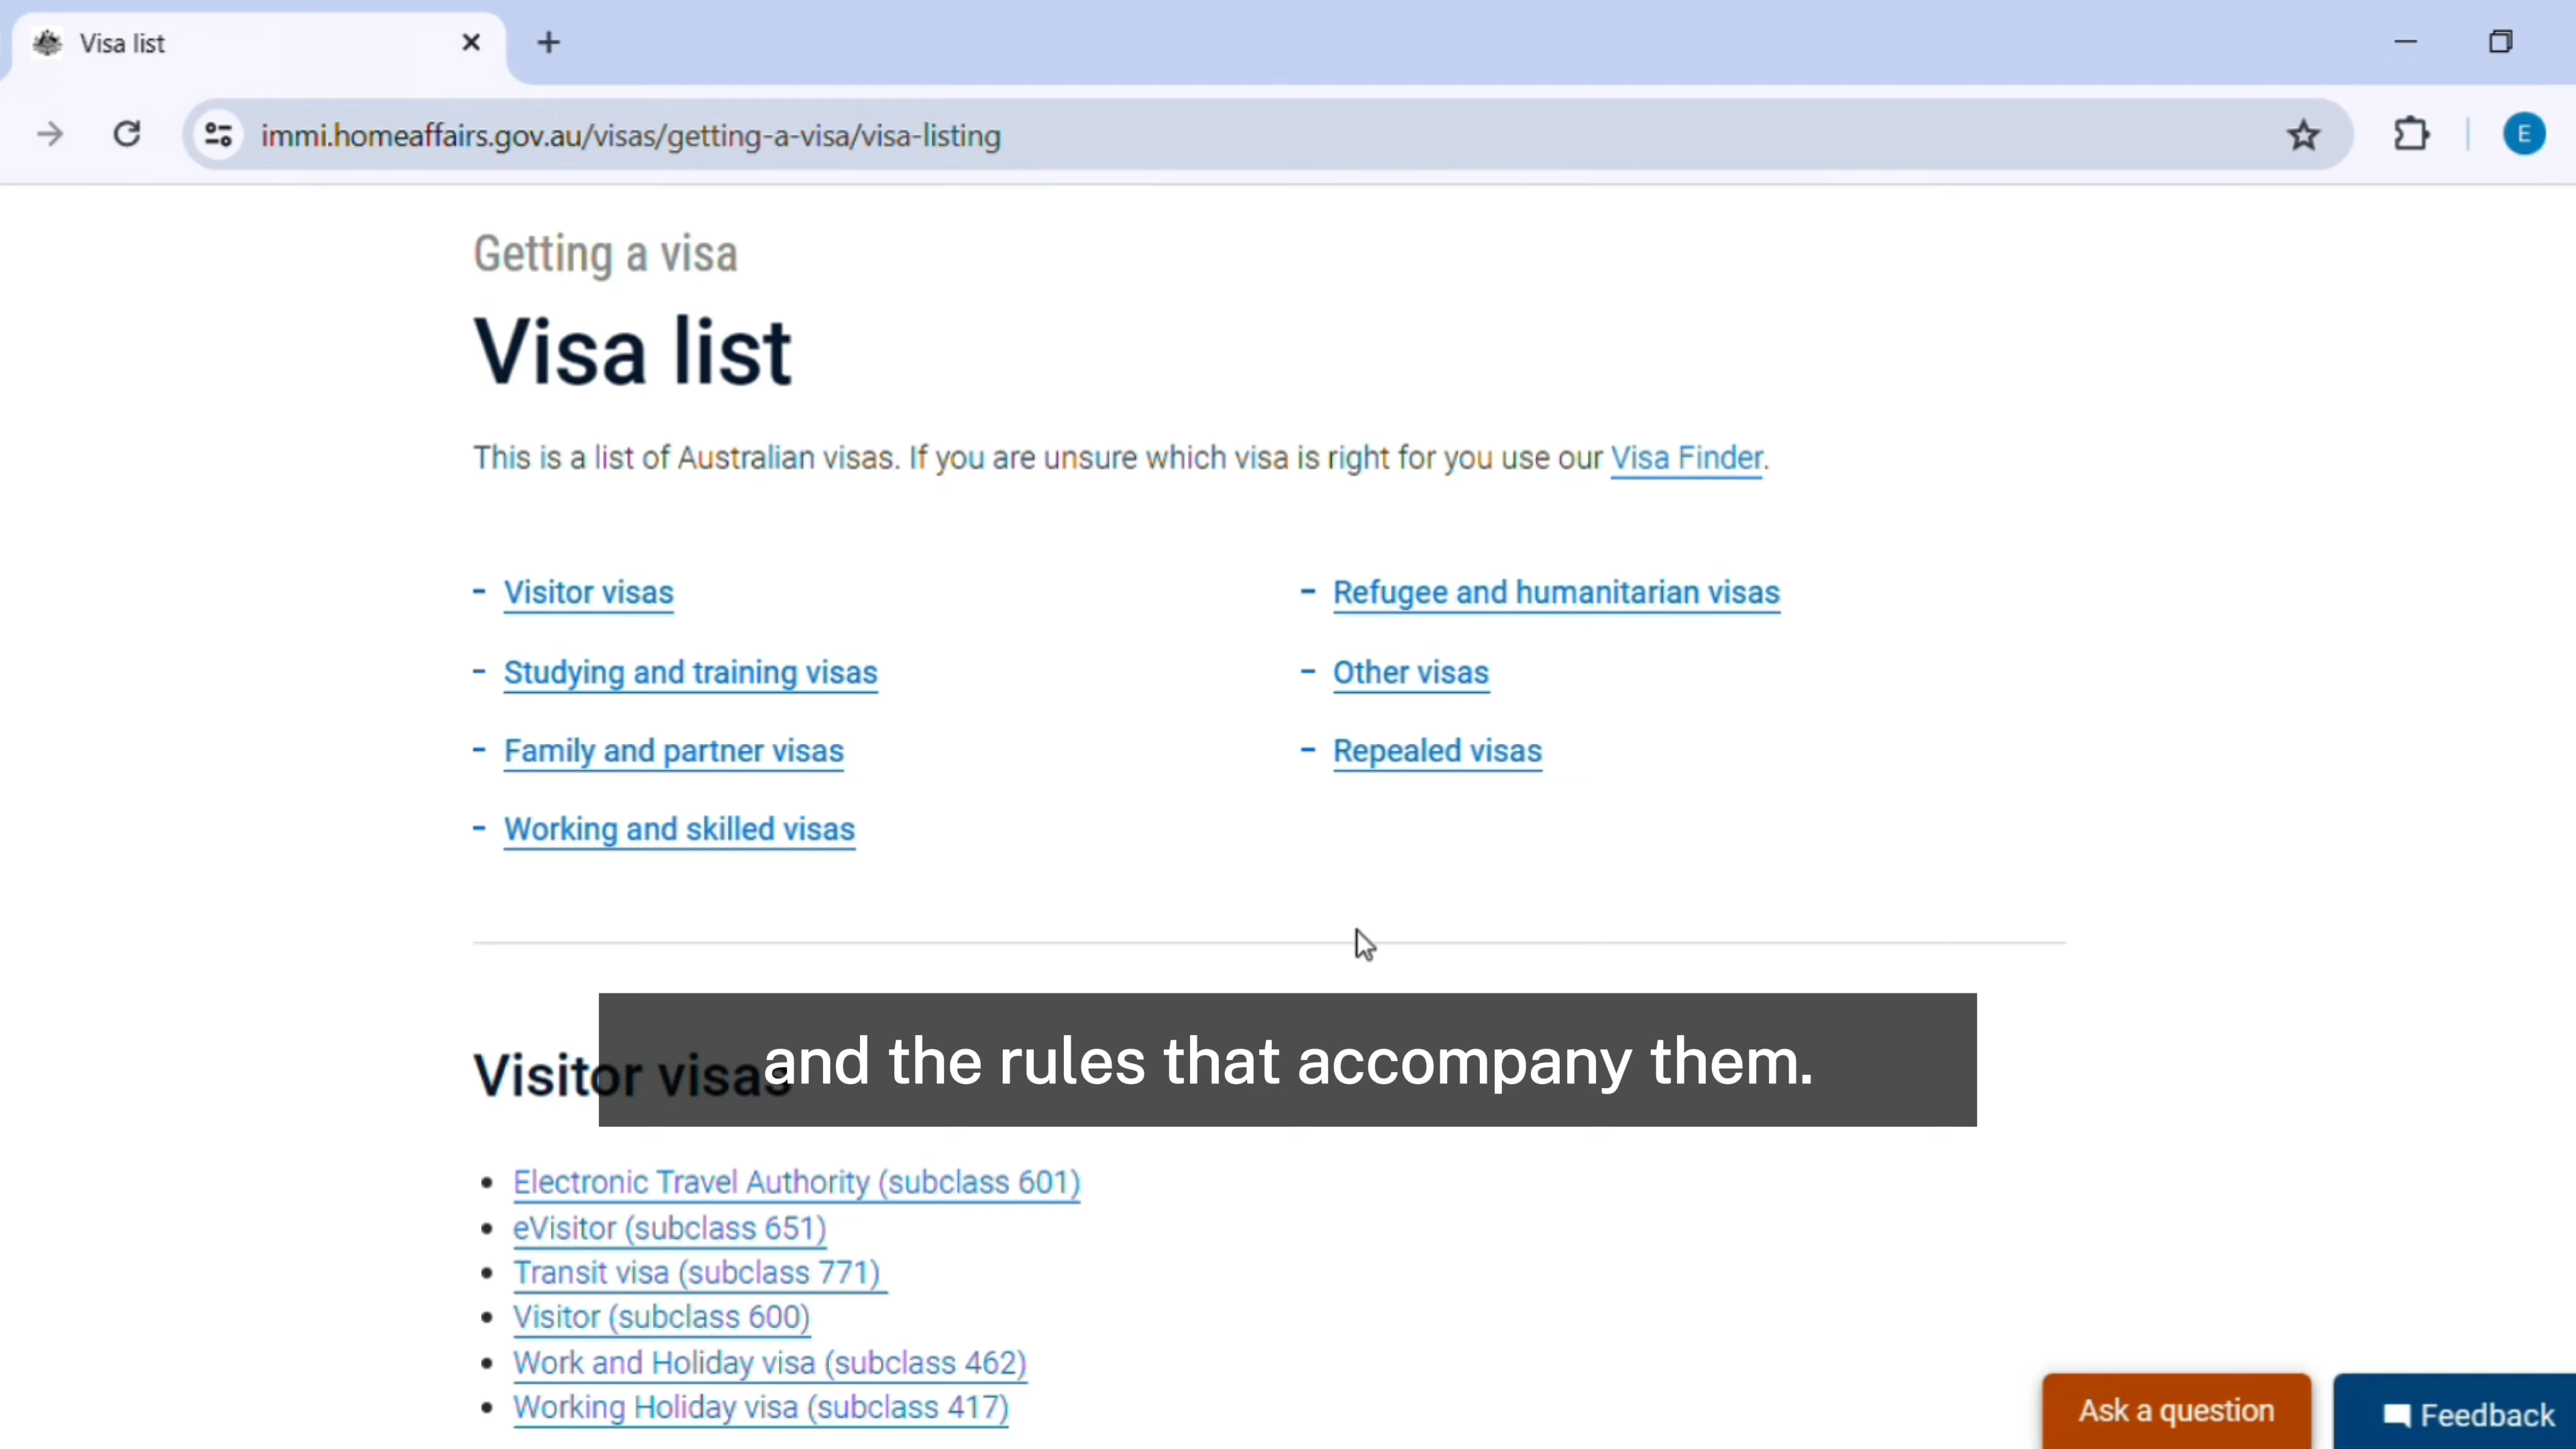 Visa list
immi.homeaffairs.gov.au/visas/getting-a-visa/visa-listing
E
Getting a visa
Visa list
This is a list of Australian visas. If you are unsure which visa is right for you use our Visa Finder.
- Visitor visas
- Studying and training visas
- Family and partner visas
- Working and skilled visas
- Refugee and humanitarian visas
- Other visas
- Repealed visas
Visitor visas
and the rules that accompany them.
• Electronic Travel Authority (subclass 601)
• eVisitor (subclass 651)
• Transit visa (subclass 771)
• Visitor (subclass 600)
• Work and Holiday visa (subclass 462)
• Working Holiday visa (subclass 417)
Ask a question
Feedback